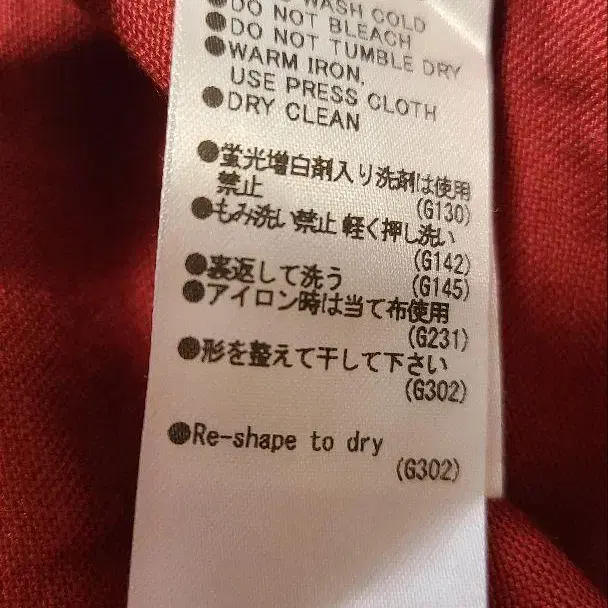 WASH COLD
●DO NOT BLEACH
●DO NOT TUMBLE DRY
●WARM IRON,
USE PRESS CLOTH
●DRY CLEAN
●蛍光増白剤入り洗剤は使用
禁止
(G130)
●もみ洗い禁止 軽く押し洗い
(G142)
●裏返して洗う
(G145)
●アイロン時は当て布使用
(G231)
●形を整えて干して下さい
(G302)
●Re-shape to dry
(G302)